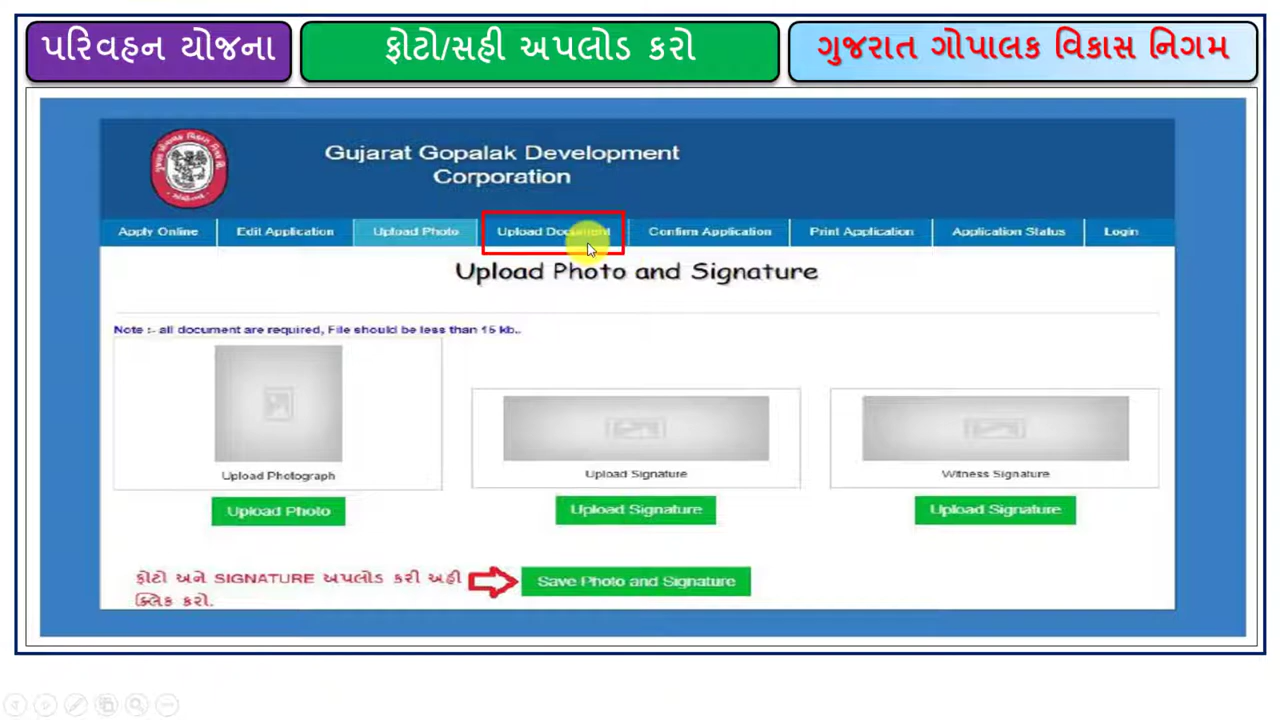 પરિવહન યોજના
ફોટો/સહી અપલોડ કરો
ગુજરાત ગોપાલક વિકાસ નિગમ
Gujarat Gopalak Development
Corporation
Apply Online
Edit Application
Upload Photo
Upload Document
Confirm Application
Print Application
Application Status
Login
Upload Photo and Signature
Note :- all document are required, File should be less than 15 kb..
Upload Photograph
Upload Signature
Witness Signature
Upload Photo
Upload Signature
Upload Signature
ફોટો અને SIGNATURE અપલોડ કરી અહી
ક્લિક કરો.
Save Photo and Signature